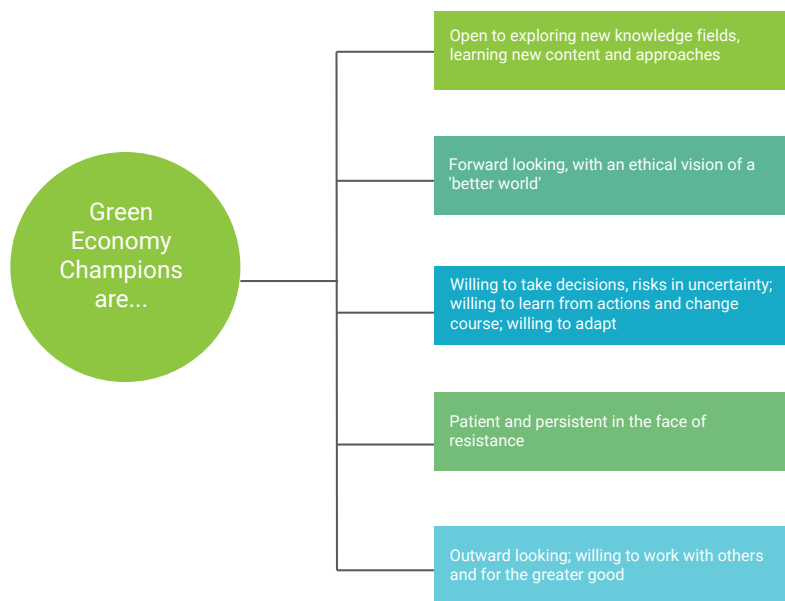 Green
Economy
Champions
are...
Open to exploring new knowledge fields,
learning new content and approaches
Forward looking, with an ethical vision of a
'better world'
Willing to take decisions, risks in uncertainty;
willing to learn from actions and change
course; willing to adapt
Patient and persistent in the face of
resistance
Outward looking; willing to work with others
and for the greater good